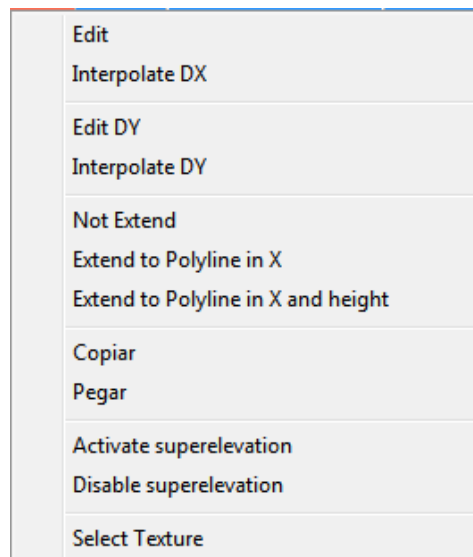 Edit
Interpolate DX
Edit DY
Interpolate DY
Not Extend
Extend to Polyline in X
Extend to Polyline in X and height
Copiar
Pegar
Activate superelevation
Disable superelevation
Select Texture